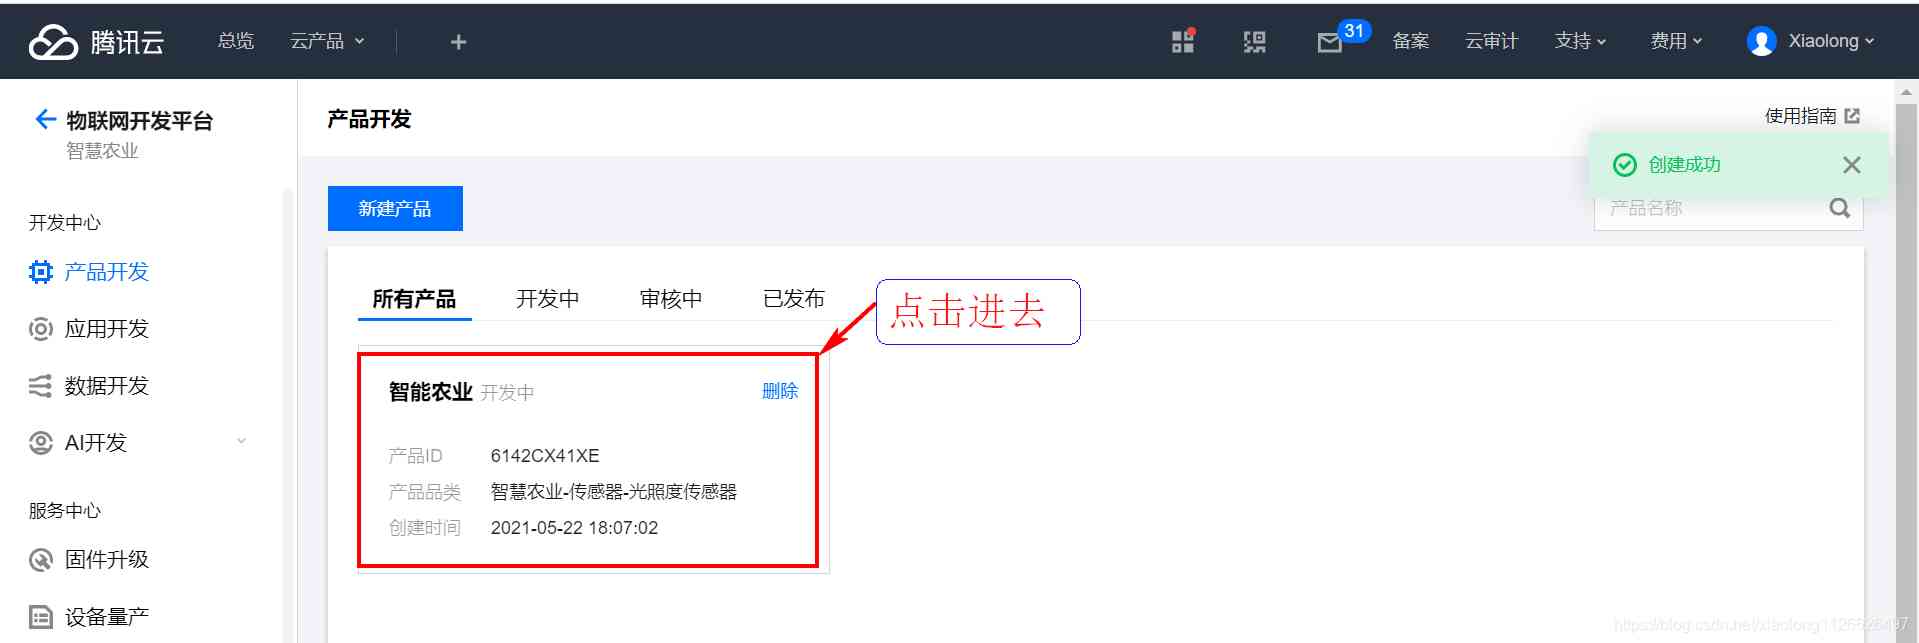 腾讯云 总览 云产品 31 备案 云审计 支持 费用 Xiaolong
物联网开发平台
智慧农业
产品开发
使用指南
创建成功
新建产品
产品名称
开发中心
产品开发
应用开发
数据开发
AI开发
服务中心
固件升级
设备量产
所有产品 开发中 审核中 已发布
点击进去
智能农业 开发中 删除
产品ID 6142CX41XE
产品品类 智慧农业-传感器-光照度传感器
创建时间 2021-05-22 18:07:02